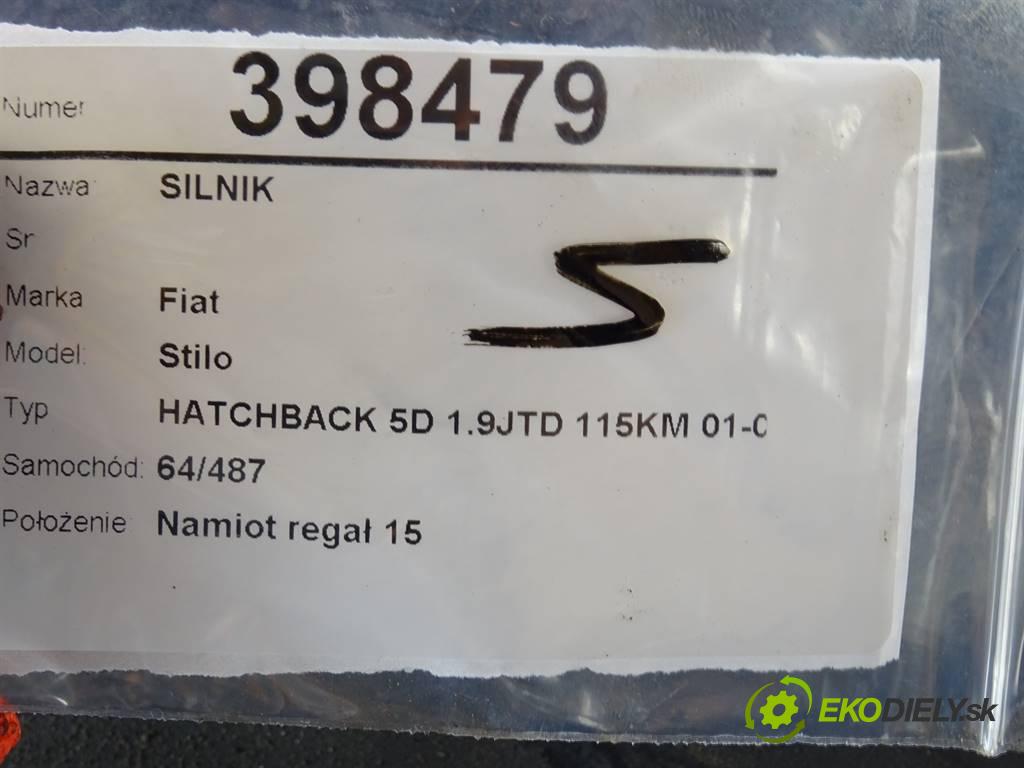 Numer 398479
Nazwa: SILNIK
Sr
Marka Fiat
Model: Stilo
Typ HATCHBACK 5D 1.9JTD 115KM 01-0
Samochód: 64/487
Położenie: Namiot regał 15
S
EKODIELY.sk